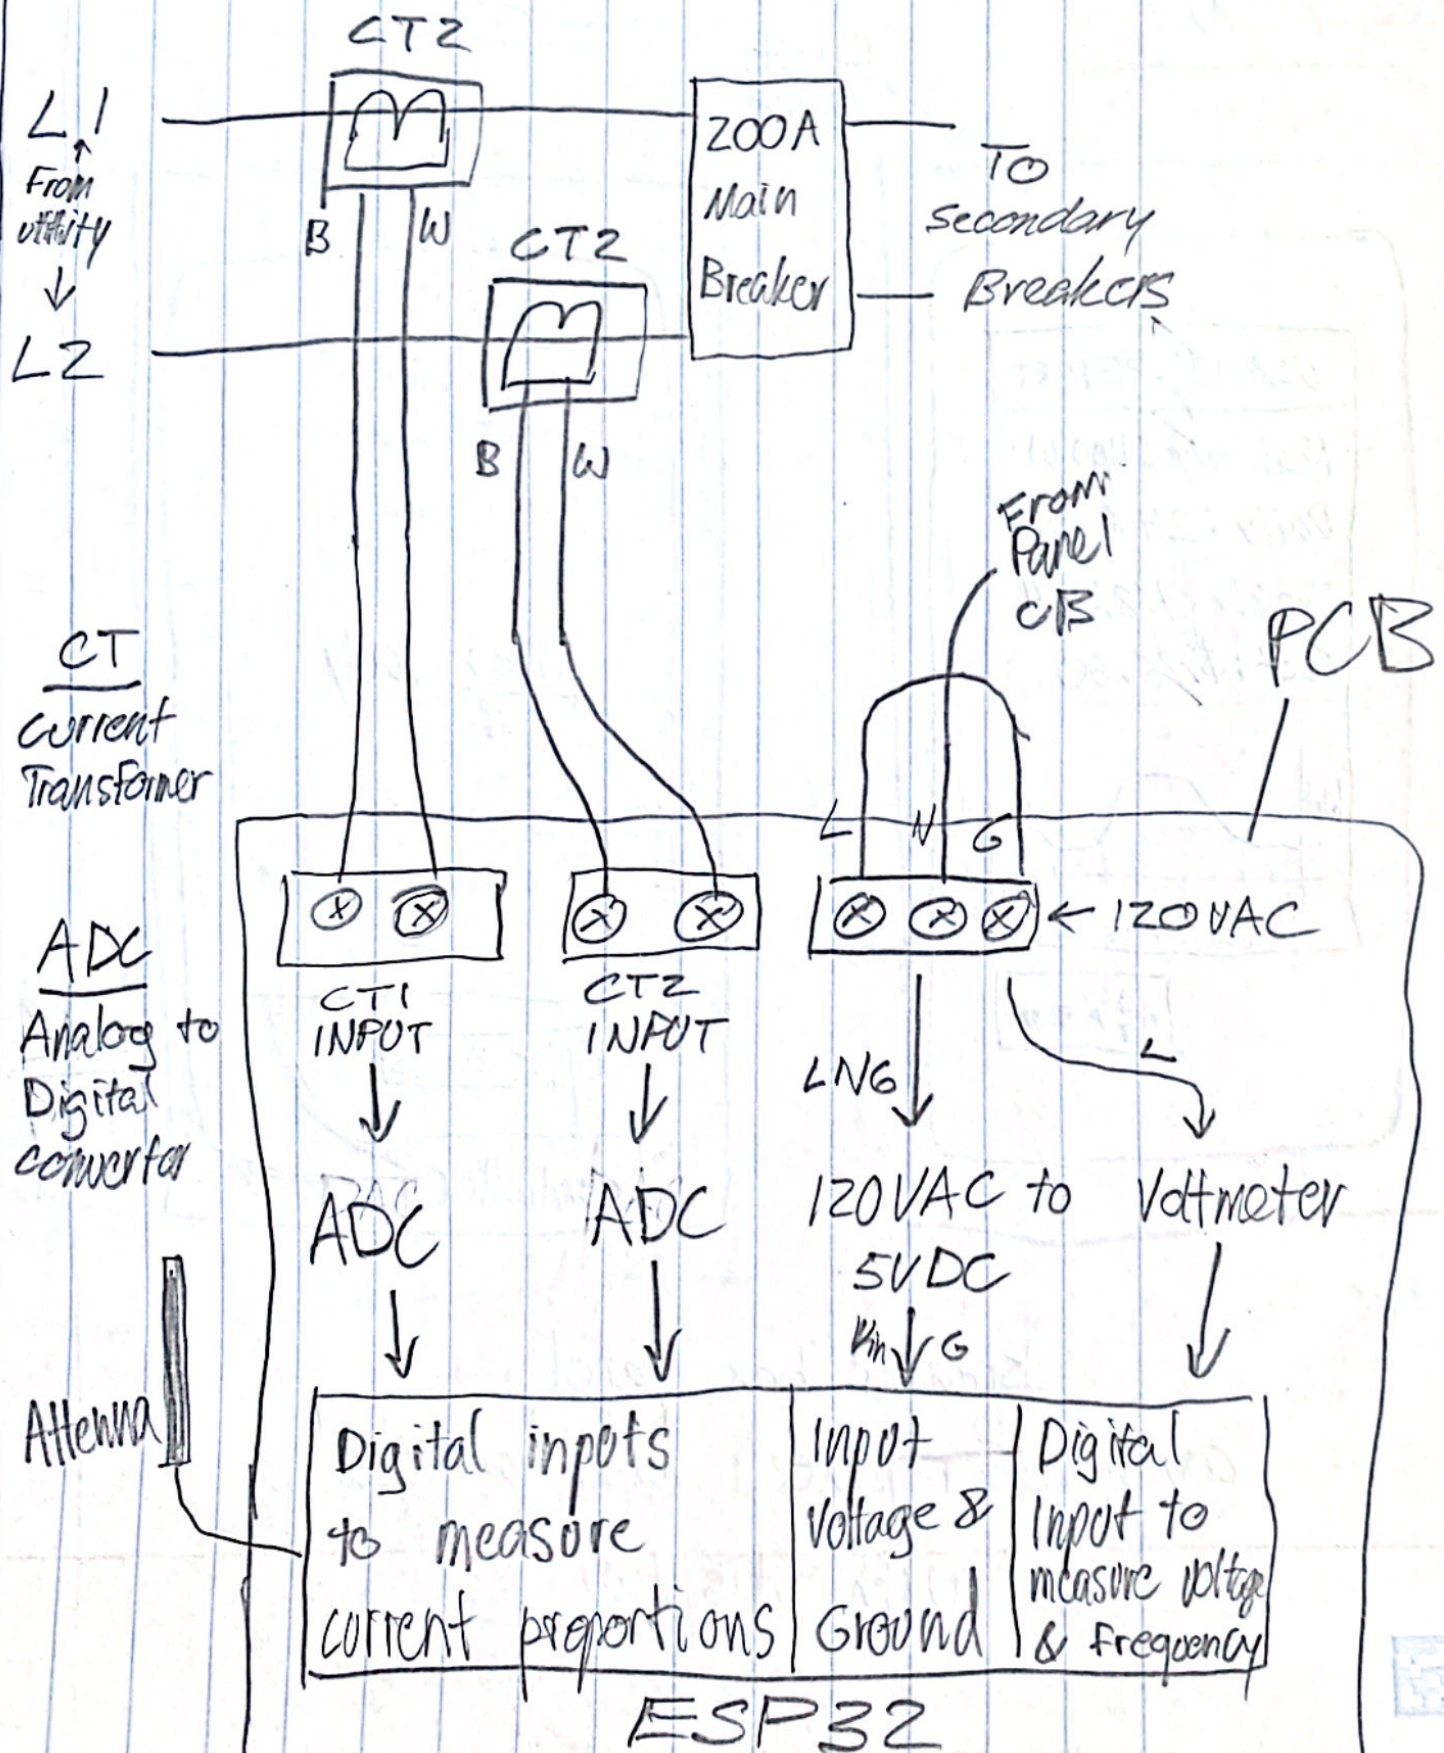 CT2
L1
From
utility
L2
B
W
CT2
B
W
200A
Main
Breaker
To
Secondary
Breakers
From
Panel
CB
PCB
CT
Current
Transformer
L
N
G
← 120VAC
ADC
Analog to
Digital
convertor
CT1
INPUT
CT2
INPUT
LNG
L
ADC
ADC
120VAC to
5VDC
Voltmeter
Vin
G
Attenna
Digital inputs
to measure
current proportions
Input
Voltage &
Ground
Digital
Input to
measure voltage
& frequency
ESP32